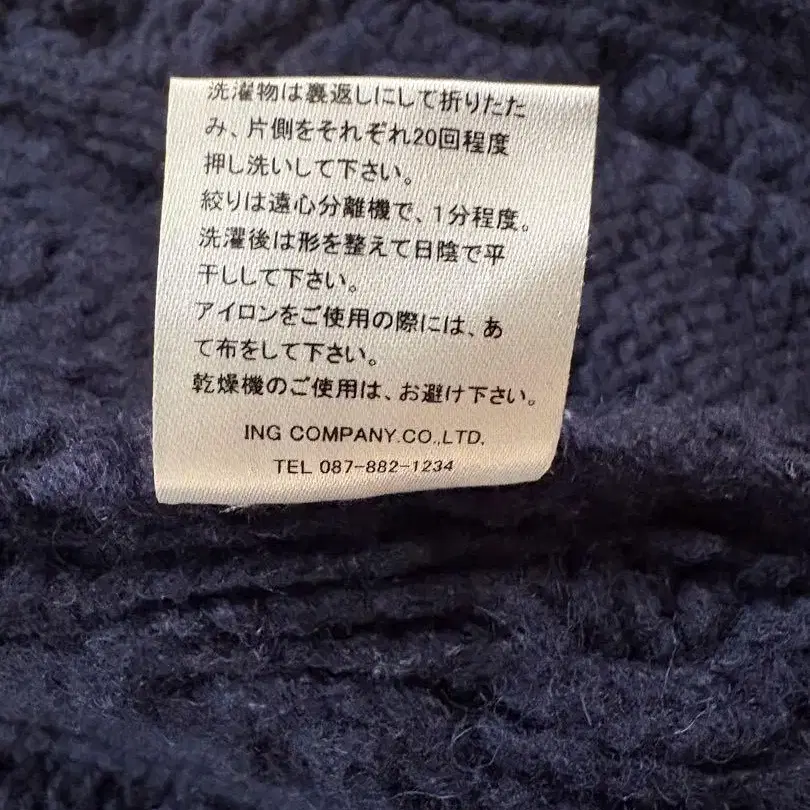 洗濯物は裏返しにして折りたた
み、片側をそれぞれ20回程度
押し洗いして下さい。
絞りは遠心分離機で、1分程度。
洗濯後は形を整えて日陰で平
干しして下さい。
アイロンをご使用の際には、あ
て布をして下さい。
乾燥機のご使用は、お避け下さい。
ING COMPANY.CO.,LTD.
TEL 087-882-1234